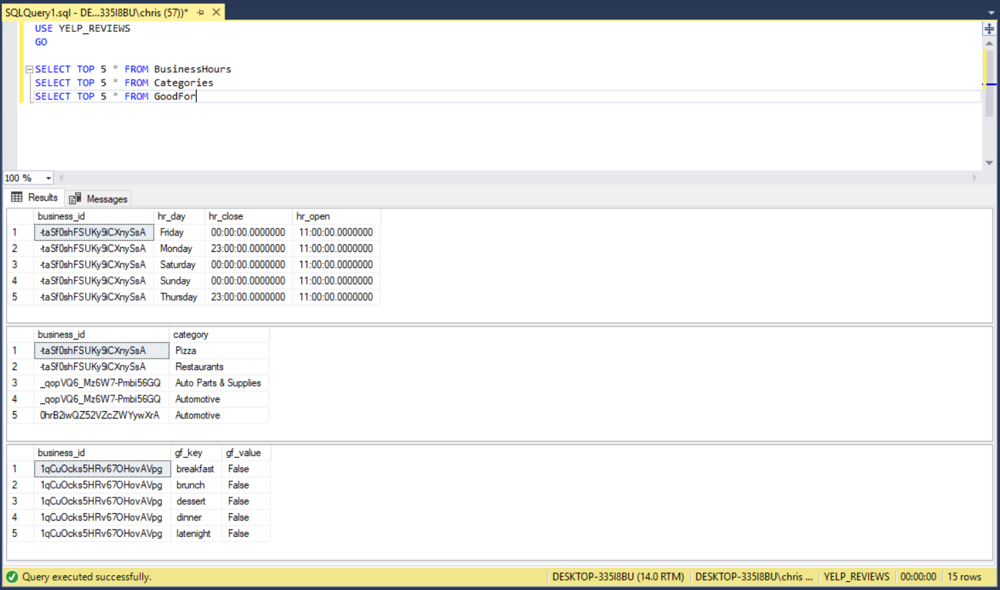 SQLQuery1.sql - DE...335I8BU\chris (57))*
USE YELP_REVIEWS
GO
SELECT TOP 5 * FROM BusinessHours
SELECT TOP 5 * FROM Categories
SELECT TOP 5 * FROM GoodFor
100 %
Results Messages
business_id hr_day hr_close hr_open
1 -taSf0shFSUKy9iCXnySsA Friday 00:00:00.0000000 11:00:00.0000000
2 -taSf0shFSUKy9iCXnySsA Monday 23:00:00.0000000 11:00:00.0000000
3 -taSf0shFSUKy9iCXnySsA Saturday 00:00:00.0000000 11:00:00.0000000
4 -taSf0shFSUKy9iCXnySsA Sunday 00:00:00.0000000 11:00:00.0000000
5 -taSf0shFSUKy9iCXnySsA Thursday 23:00:00.0000000 11:00:00.0000000
business_id category
1 -taSf0shFSUKy9iCXnySsA Pizza
2 -taSf0shFSUKy9iCXnySsA Restaurants
3 _qopVQ6_Mz6W7-Pmbi56GQ Auto Parts & Supplies
4 _qopVQ6_Mz6W7-Pmbi56GQ Automotive
5 0hrB2iwQZ52VZcZWYywXrA Automotive
business_id gf_key gf_value
1 1qCuOcks5HRv67OHovAVpg breakfast False
2 1qCuOcks5HRv67OHovAVpg brunch False
3 1qCuOcks5HRv67OHovAVpg dessert False
4 1qCuOcks5HRv67OHovAVpg dinner False
5 1qCuOcks5HRv67OHovAVpg latenight False
Query executed successfully. DESKTOP-335I8BU (14.0 RTM) DESKTOP-335I8BU\chris ... YELP_REVIEWS 00:00:00 15 rows